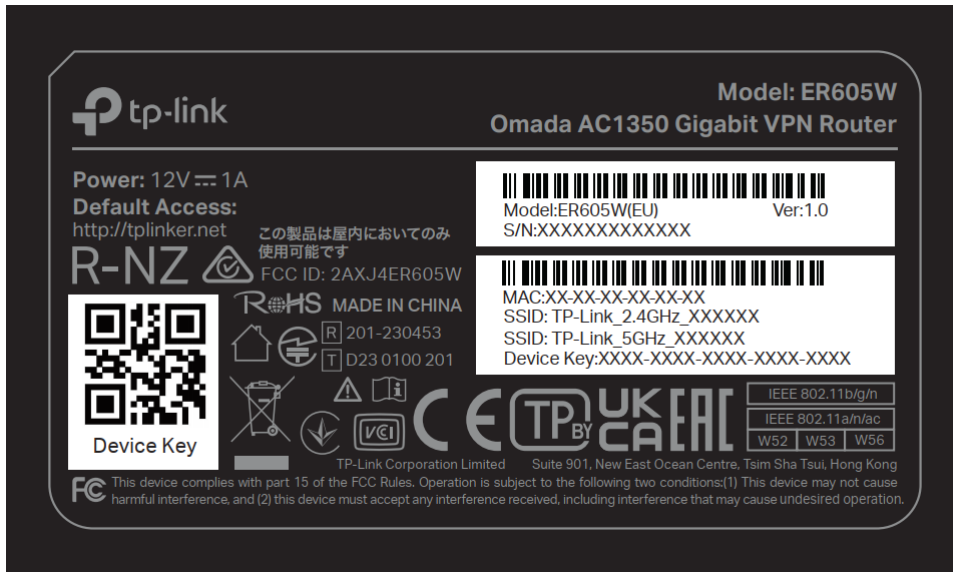 tp-link
Model: ER605W
Omada AC1350 Gigabit VPN Router
Power: 12V ⎓ 1A
Default Access:
http://tplinker.net
R-NZ
この製品は屋内においてのみ
使用可能です
FCC ID: 2AXJ4ER605W
RoHS MADE IN CHINA
R 201-230453
T D23 0100 201
Device Key
Model:ER605W(EU) Ver:1.0
S/N:XXXXXXXXXXXXX
MAC:XX-XX-XX-XX-XX-XX
SSID: TP-Link_2.4GHz_XXXXXX
SSID: TP-Link_5GHz_XXXXXX
Device Key:XXXX-XXXX-XXXX-XXXX-XXXX
VCI
CE
TP BY
UK
CA
EAC
IEEE 802.11b/g/n
IEEE 802.11a/n/ac
W52 W53 W56
TP-Link Corporation Limited Suite 901, New East Ocean Centre, Tsim Sha Tsui, Hong Kong
FC This device complies with part 15 of the FCC Rules. Operation is subject to the following two conditions:(1) This device may not cause
harmful interference, and (2) this device must accept any interference received, including interference that may cause undesired operation.